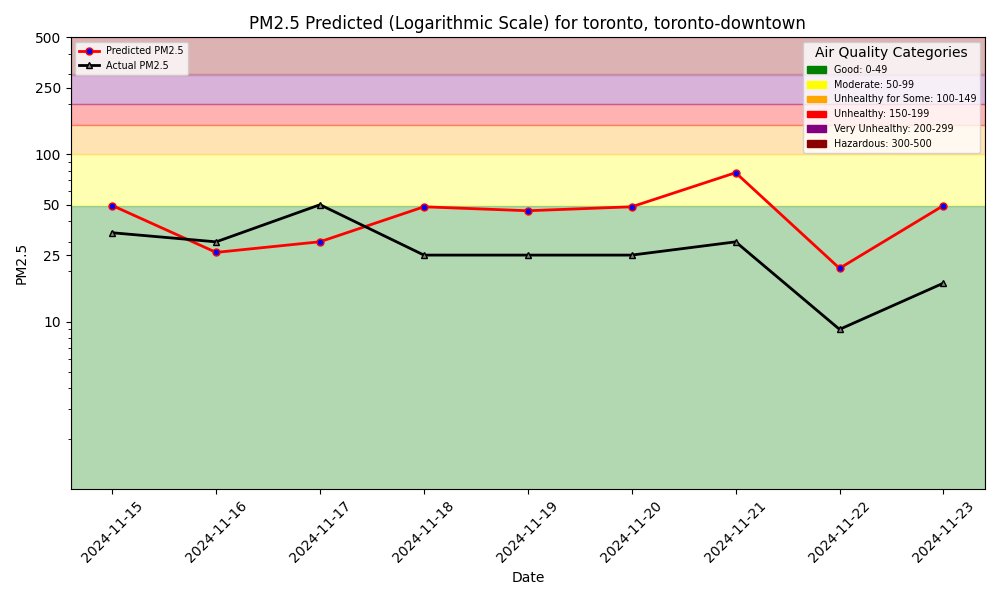 PM2.5 Predicted (Logarithmic Scale) for toronto, toronto-downtown
Predicted PM2.5
Actual PM2.5
Air Quality Categories
Good: 0-49
Moderate: 50-99
Unhealthy for Some: 100-149
Unhealthy: 150-199
Very Unhealthy: 200-299
Hazardous: 300-500
PM2.5
500
250
100
50
25
10
2024-11-15
2024-11-16
2024-11-17
2024-11-18
2024-11-19
2024-11-20
2024-11-21
2024-11-22
2024-11-23
Date